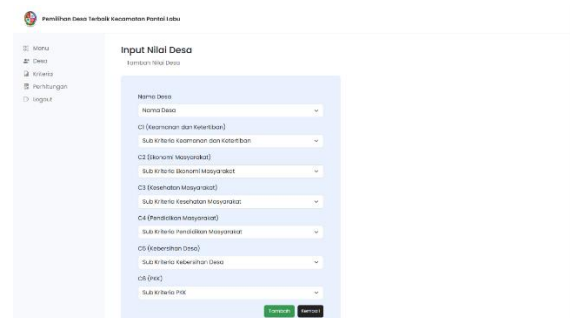 Pemilihan Desa Terbaik Kecamatan Pantai Labu
Menu
Desa
Kriteria
Perhitungan
Logout
Input Nilai Desa
Tambah Nilai Desa
Nama Desa
Nama Desa
C1 (Keamanan dan Ketertiban)
Sub Kriteria Keamanan dan Ketertiban
C2 (Ekonomi Masyarakat)
Sub Kriteria Ekonomi Masyarakat
C3 (Kesehatan Masyarakat)
Sub Kriteria Kesehatan Masyarakat
C4 (Pendidikan Masyarakat)
Sub Kriteria Pendidikan Masyarakat
C5 (Kebersihan Desa)
Sub Kriteria Kebersihan Desa
C6 (PKK)
Sub Kriteria PKK
Tambah Kembali